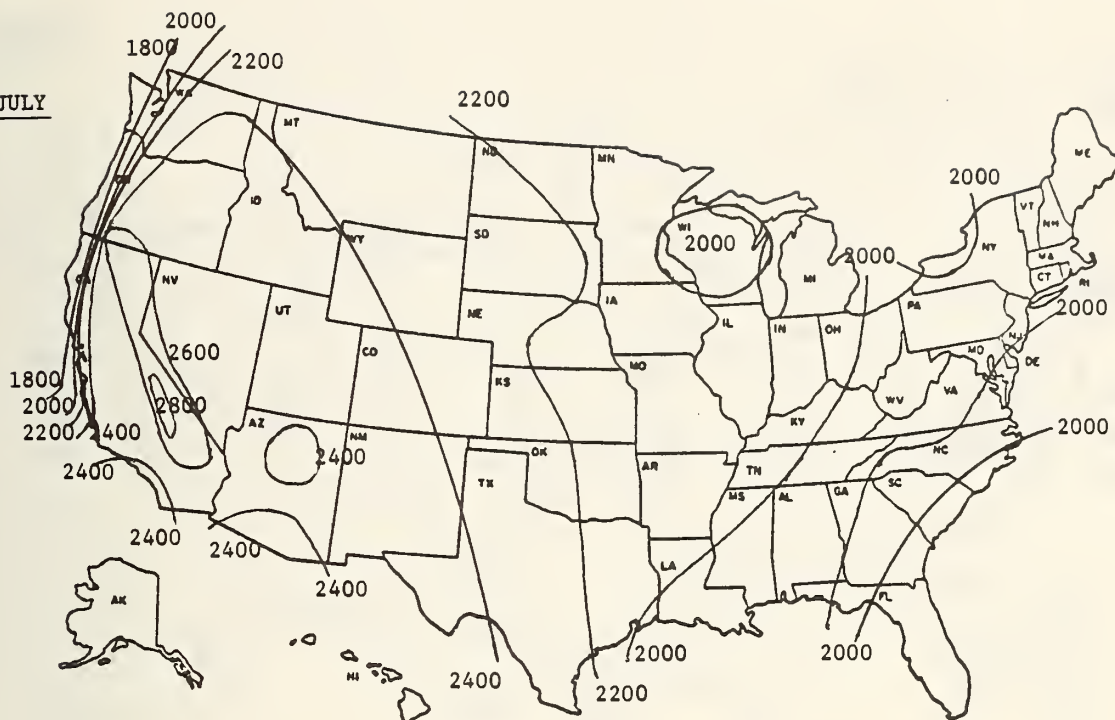 2000
1800
2200
JULY
2200
WA
MT
ND
MN
ME
OR
ID
2000
VT
NH
SD
WI
NY
WY
2000
MA
2000
MI
CT
RI
CA
NV
IA
PA
NE
UT
IL
IN
OH
2000
NJ
MD
DE
CO
2600
MO
WV
VA
KS
1800
2800
KY
2000
2200
2400
AZ
NM
2000
NC
OK
2400
TN
2400
AR
TX
MS
AL
GA
SC
2400
2400
LA
2400
AK
FL
2000
2000
HI
2400
2200